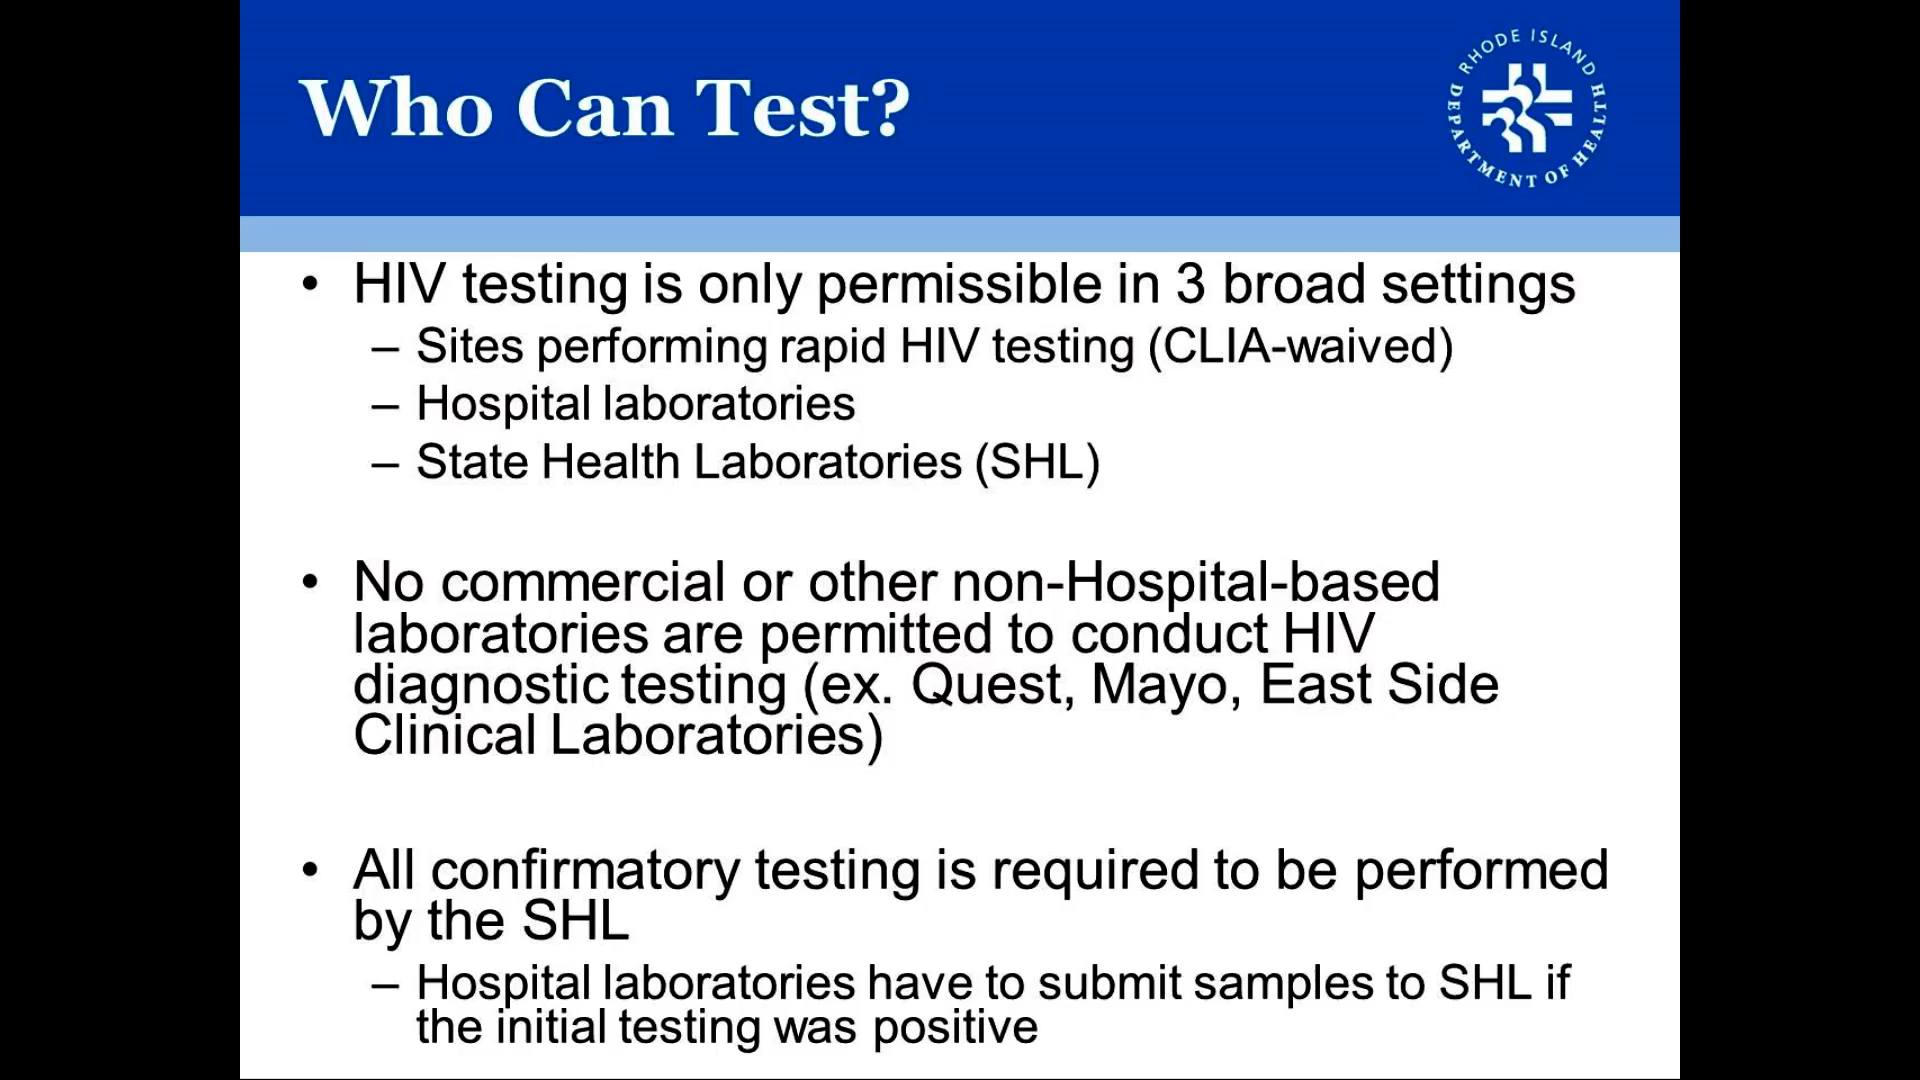 Who Can Test?
RHODE ISLAND
DEPARTMENT OF HEALTH
• HIV testing is only permissible in 3 broad settings
– Sites performing rapid HIV testing (CLIA-waived)
– Hospital laboratories
– State Health Laboratories (SHL)
• No commercial or other non-Hospital-based
laboratories are permitted to conduct HIV
diagnostic testing (ex. Quest, Mayo, East Side
Clinical Laboratories)
• All confirmatory testing is required to be performed
by the SHL
– Hospital laboratories have to submit samples to SHL if
the initial testing was positive